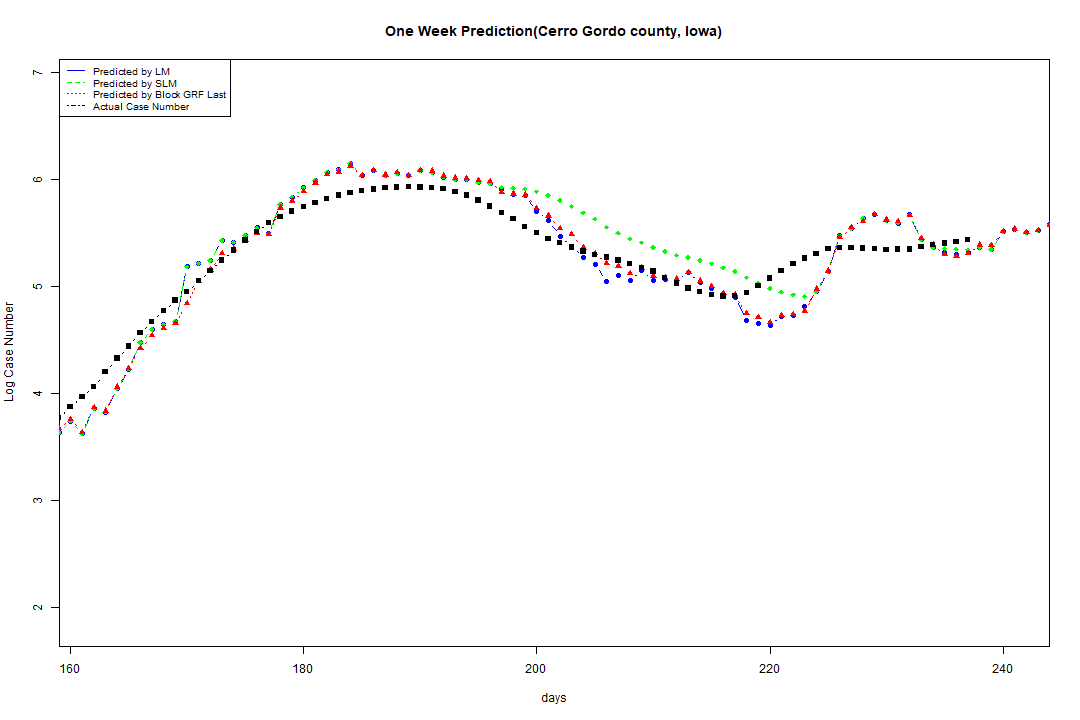 One Week Prediction(Cerro Gordo county, Iowa)
Predicted by LM
Predicted by SLM
Predicted by Block GRF Last
Actual Case Number
7
6
5
4
3
2
Log Case Number
160 180 200 220 240
days